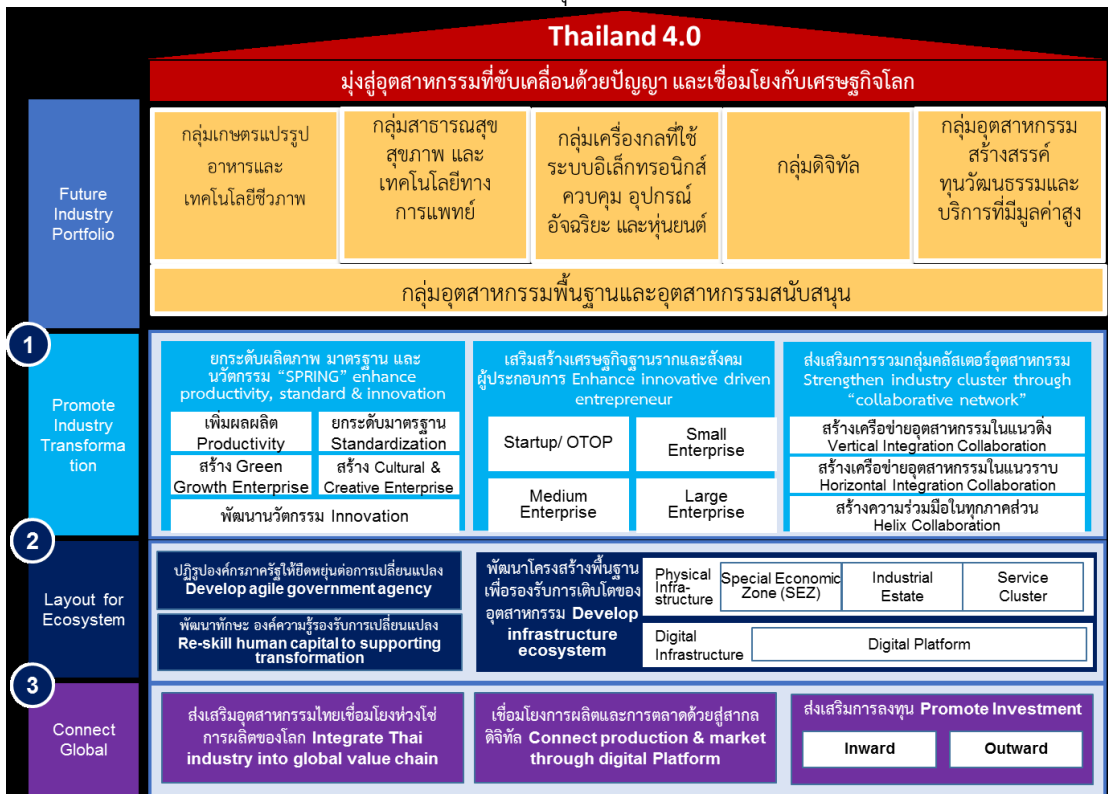 Thailand 4.0
มุ่งสู่อุตสาหกรรมที่ขับเคลื่อนด้วยปัญญา และเชื่อมโยงกับเศรษฐกิจโลก
Future
Industry
Portfolio
กลุ่มเกษตรแปรรูป
อาหารและ
เทคโนโลยีชีวภาพ
กลุ่มสาธารณสุข
สุขภาพ และ
เทคโนโลยีทาง
การแพทย์
กลุ่มเครื่องกลที่ใช้
ระบบอิเล็กทรอนิกส์
ควบคุม อุปกรณ์
อัจฉริยะ และหุ่นยนต์
กลุ่มดิจิทัล
กลุ่มอุตสาหกรรม
สร้างสรรค์
ทุนวัฒนธรรมและ
บริการที่มีมูลค่าสูง
กลุ่มอุตสาหกรรมพื้นฐานและอุตสาหกรรมสนับสนุน
1
Promote
Industry
Transforma
tion
ยกระดับผลิตภาพ มาตรฐาน และ
นวัตกรรม “SPRING” enhance
productivity, standard & innovation
เพิ่มผลผลิต
Productivity
ยกระดับมาตรฐาน
Standardization
สร้าง Green
Growth Enterprise
สร้าง Cultural &
Creative Enterprise
พัฒนานวัตกรรม Innovation
เสริมสร้างเศรษฐกิจฐานรากและสังคม
ผู้ประกอบการ Enhance innovative driven
entrepreneur
Startup/ OTOP
Small
Enterprise
Medium
Enterprise
Large
Enterprise
ส่งเสริมการรวมกลุ่มคลัสเตอร์อุตสาหกรรม
Strengthen industry cluster through
“collaborative network”
สร้างเครือข่ายอุตสาหกรรมในแนวดิ่ง
Vertical Integration Collaboration
สร้างเครือข่ายอุตสาหกรรมในแนวราบ
Horizontal Integration Collaboration
สร้างความร่วมมือในทุกภาคส่วน
Helix Collaboration
2
Layout for
Ecosystem
ปฏิรูปองค์กรภาครัฐให้ยืดหยุ่นต่อการเปลี่ยนแปลง
Develop agile government agency
พัฒนาทักษะ องค์ความรู้รองรับการเปลี่ยนแปลง
Re-skill human capital to supporting
transformation
พัฒนาโครงสร้างพื้นฐาน
เพื่อรองรับการเติบโตของ
อุตสาหกรรม Develop
infrastructure
ecosystem
Physical
Infra-
structure
Special Economic
Zone (SEZ)
Industrial
Estate
Service
Cluster
Digital
Infrastructure
Digital Platform
3
Connect
Global
ส่งเสริมอุตสาหกรรมไทยเชื่อมโยงห่วงโซ่
การผลิตของโลก Integrate Thai
industry into global value chain
เชื่อมโยงการผลิตและการตลาดด้วยสู่สากล
ดิจิทัล Connect production & market
through digital Platform
ส่งเสริมการลงทุน Promote Investment
Inward
Outward